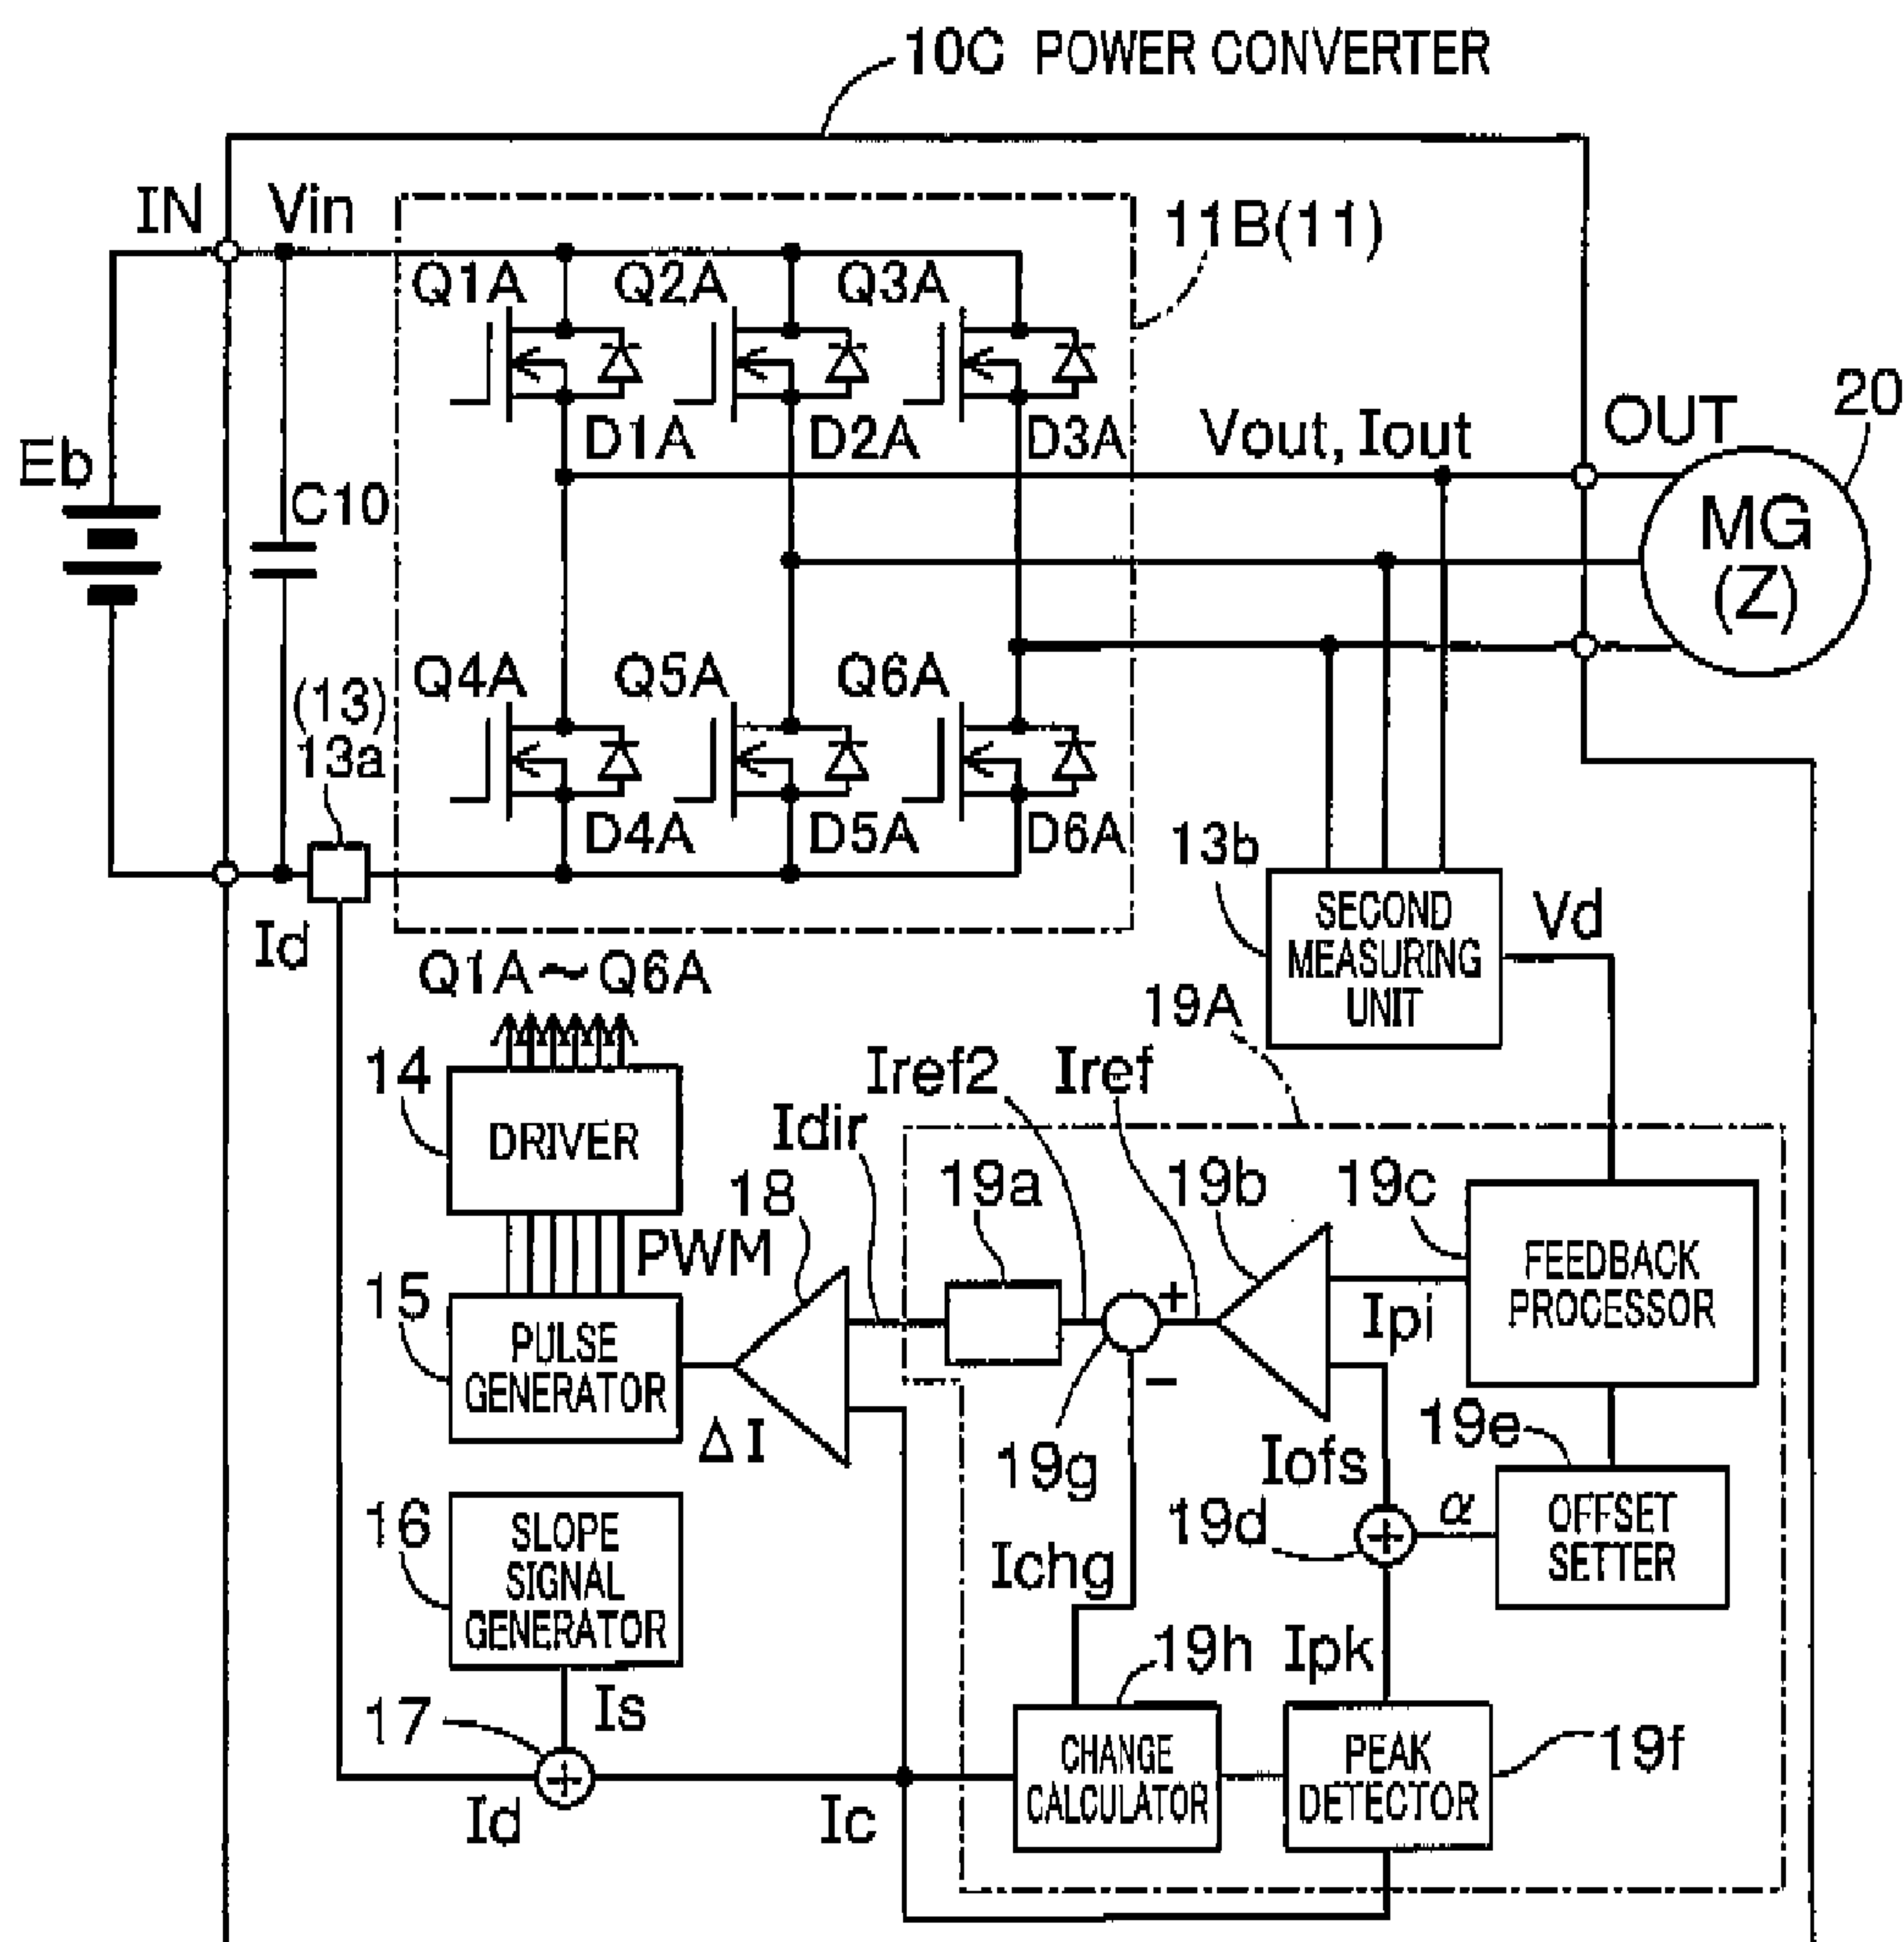 10C POWER CONVERTER
IN
Vin
11B(11)
Q1A
Q2A
Q3A
D1A
D2A
D3A
Vout, Iout
OUT
20
Eb
C10
MG
(Z)
Q4A
Q5A
Q6A
(13)
13a
D4A
D5A
D6A
13b
SECOND
MEASURING
UNIT
Vd
Id
Q1A~Q6A
19A
14
DRIVER
Iref2
Iref
Idir
18
19a
19b
19c
PWM
+
FEEDBACK
PROCESSOR
15
PULSE
GENERATOR
Ipi
−
ΔI
19g
Iofs
19e
16
SLOPE
SIGNAL
GENERATOR
19d
+
α
OFFSET
SETTER
Ichg
19h
Ipk
17
Is
+
CHANGE
CALCULATOR
PEAK
DETECTOR
19f
Id
Ic